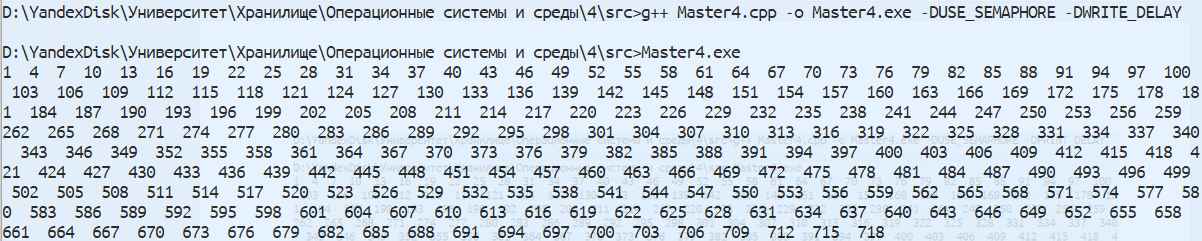 D:\YandexDisk\Университет\Хранилище\Операционные системы и среды\4\src>g++ Master4.cpp -o Master4.exe -DUSE_SEMAPHORE -DWRITE_DELAY
D:\YandexDisk\Университет\Хранилище\Операционные системы и среды\4\src>Master4.exe
1 4 7 10 13 16 19 22 25 28 31 34 37 40 43 46 49 52 55 58 61 64 67 70 73 76 79 82 85 88 91 94 97 100
103 106 109 112 115 118 121 124 127 130 133 136 139 142 145 148 151 154 157 160 163 166 169 172 175 178 18
1 184 187 190 193 196 199 202 205 208 211 214 217 220 223 226 229 232 235 238 241 244 247 250 253 256 259
262 265 268 271 274 277 280 283 286 289 292 295 298 301 304 307 310 313 316 319 322 325 328 331 334 337 340
343 346 349 352 355 358 361 364 367 370 373 376 379 382 385 388 391 394 397 400 403 406 409 412 415 418 4
21 424 427 430 433 436 439 442 445 448 451 454 457 460 463 466 469 472 475 478 481 484 487 490 493 496 499
502 505 508 511 514 517 520 523 526 529 532 535 538 541 544 547 550 553 556 559 562 565 568 571 574 577 58
0 583 586 589 592 595 598 601 604 607 610 613 616 619 622 625 628 631 634 637 640 643 646 649 652 655 658
661 664 667 670 673 676 679 682 685 688 691 694 697 700 703 706 709 712 715 718